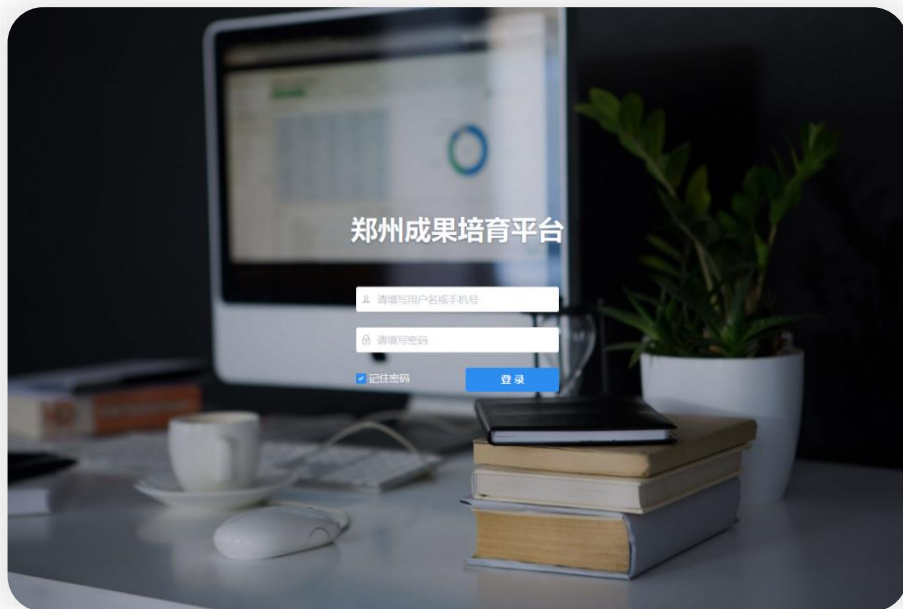 郑州成果培育平台
请填写用户名或手机号
请填写密码
记住密码
登录